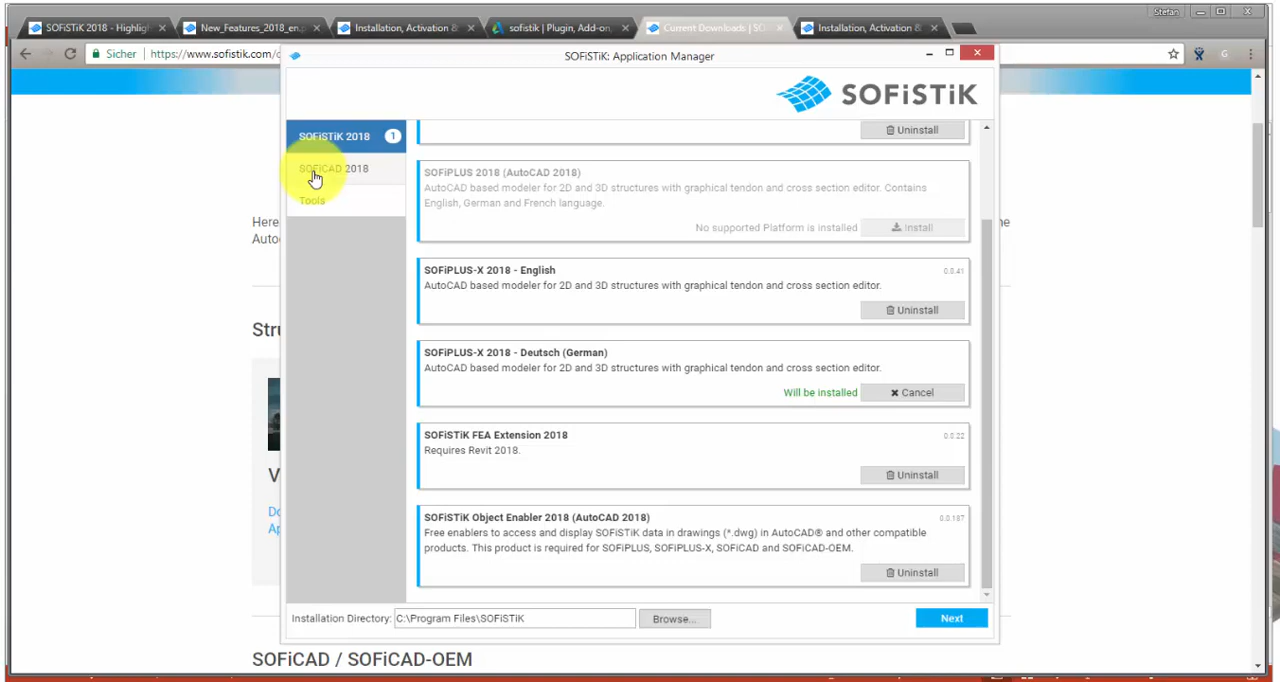 Stefan
SOFiSTiK 2018 - Highligh
New_Features_2018_en.p
Installation, Activation &
sofistik | Plugin, Add-on,
Current Downloads | SO
Installation, Activation &
Sicher
https://www.sofistik.com/
SOFiSTiK: Application Manager
SOFiSTiK
SOFiSTiK 2018
1
SOFiCAD 2018
Tools
Uninstall
SOFiPLUS 2018 (AutoCAD 2018)
AutoCAD based modeler for 2D and 3D structures with graphical tendon and cross section editor. Contains
English, German and French language.
No supported Platform is installed
Install
SOFiPLUS-X 2018 - English
0.0.41
AutoCAD based modeler for 2D and 3D structures with graphical tendon and cross section editor.
Uninstall
SOFiPLUS-X 2018 - Deutsch (German)
AutoCAD based modeler for 2D and 3D structures with graphical tendon and cross section editor.
Will be installed
Cancel
SOFiSTiK FEA Extension 2018
0.0.22
Requires Revit 2018.
Uninstall
SOFiSTiK Object Enabler 2018 (AutoCAD 2018)
0.0.187
Free enablers to access and display SOFiSTiK data in drawings (*.dwg) in AutoCAD® and other compatible
products. This product is required for SOFiPLUS, SOFiPLUS-X, SOFiCAD and SOFiCAD-OEM.
Uninstall
Installation Directory:
C:\Program Files\SOFiSTiK
Browse...
Next
Here
Auto
Stru
V
Do
Ap
SOFiCAD / SOFiCAD-OEM